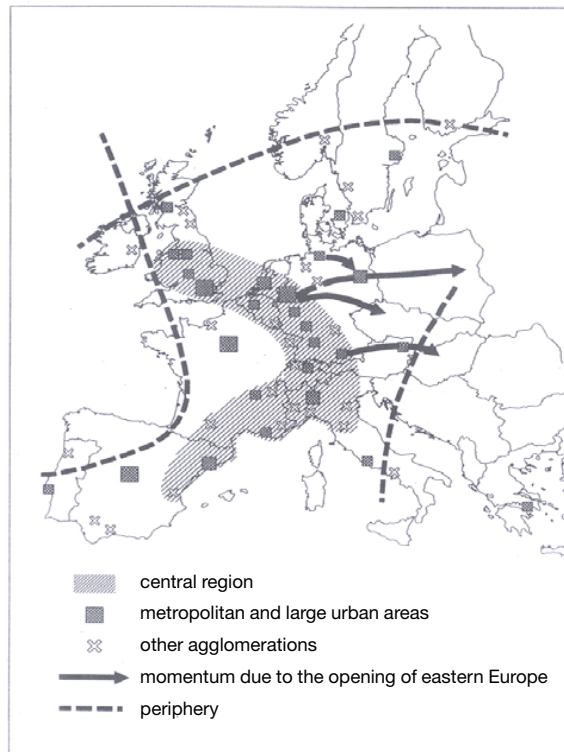 central region
metropolitan and large urban areas
other agglomerations
momentum due to the opening of eastern Europe
periphery